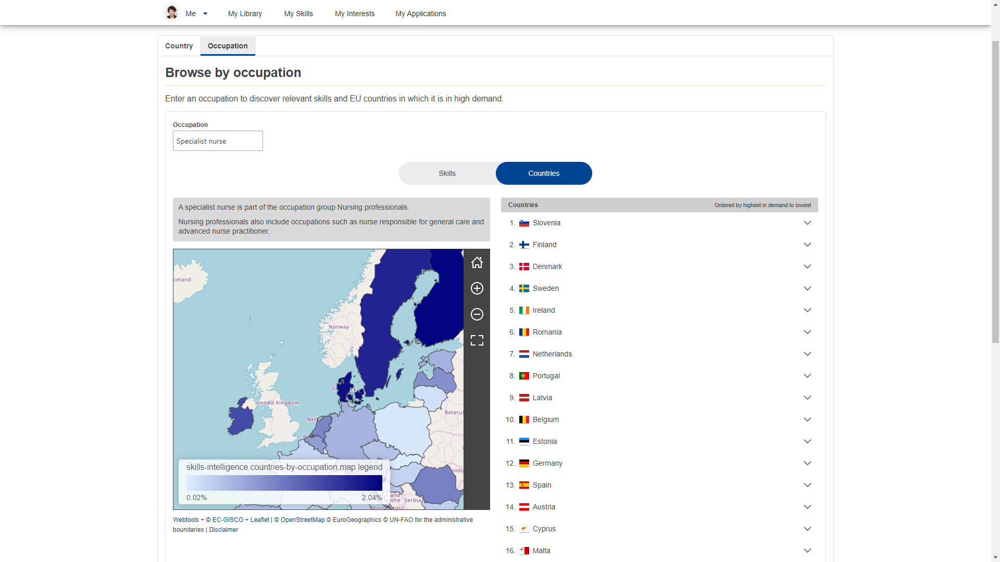 Me
My Library
My Skills
My Interests
My Applications
Country
Occupation
Browse by occupation
Enter an occupation to discover relevant skills and EU countries in which it is in high demand.
Occupation
Specialist nurse
Skills
Countries
A specialist nurse is part of the occupation group Nursing professionals.
Nursing professionals also include occupations such as nurse responsible for general care and
advanced nurse practitioner.
celand
Norway
United Kingdom
Belarus
Serbia
skills-intelligence.countries-by-occupation.map.legend
0.02%
2.04%
Webtools + © EC-GISCO + Leaflet | © OpenStreetMap © EuroGeographics © UN-FAO for the administrative
boundaries | Disclaimer
Countries
Ordered by highest in demand to lowest
1. Slovenia
2. Finland
3. Denmark
4. Sweden
5. Ireland
6. Romania
7. Netherlands
8. Portugal
9. Latvia
10. Belgium
11. Estonia
12. Germany
13. Spain
14. Austria
15. Cyprus
16. Malta